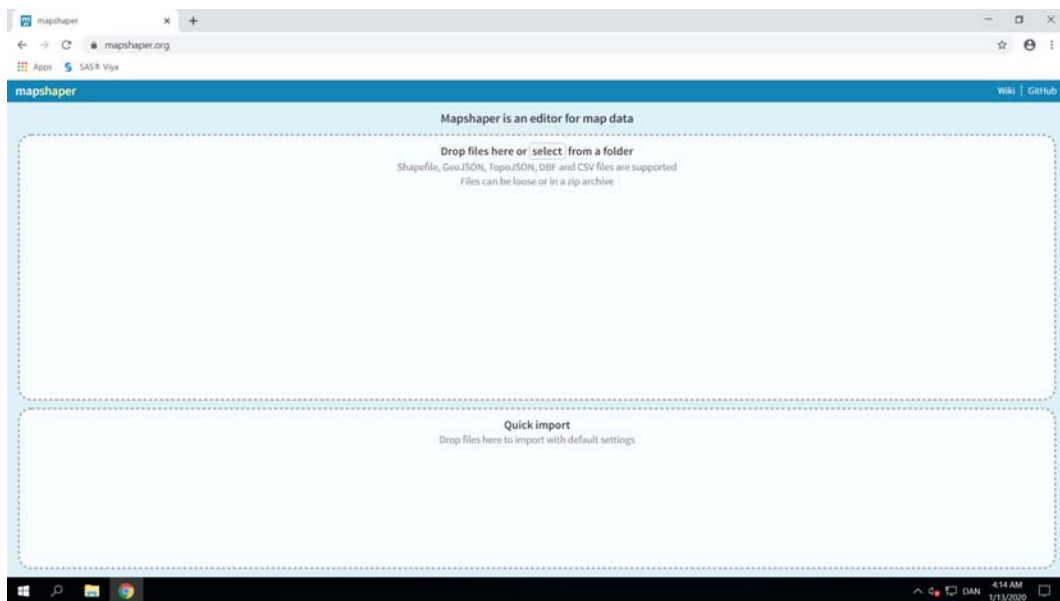 mapshaper
mapshaper.org
Apps SAS® Viya
mapshaper Wiki | GitHub
Mapshaper is an editor for map data
Drop files here or select from a folder
Shapefile, GeoJSON, TopoJSON, DBF and CSV files are supported
Files can be loose or in a zip archive
Quick import
Drop files here to import with default settings
DAN 4:14 AM
1/13/2020